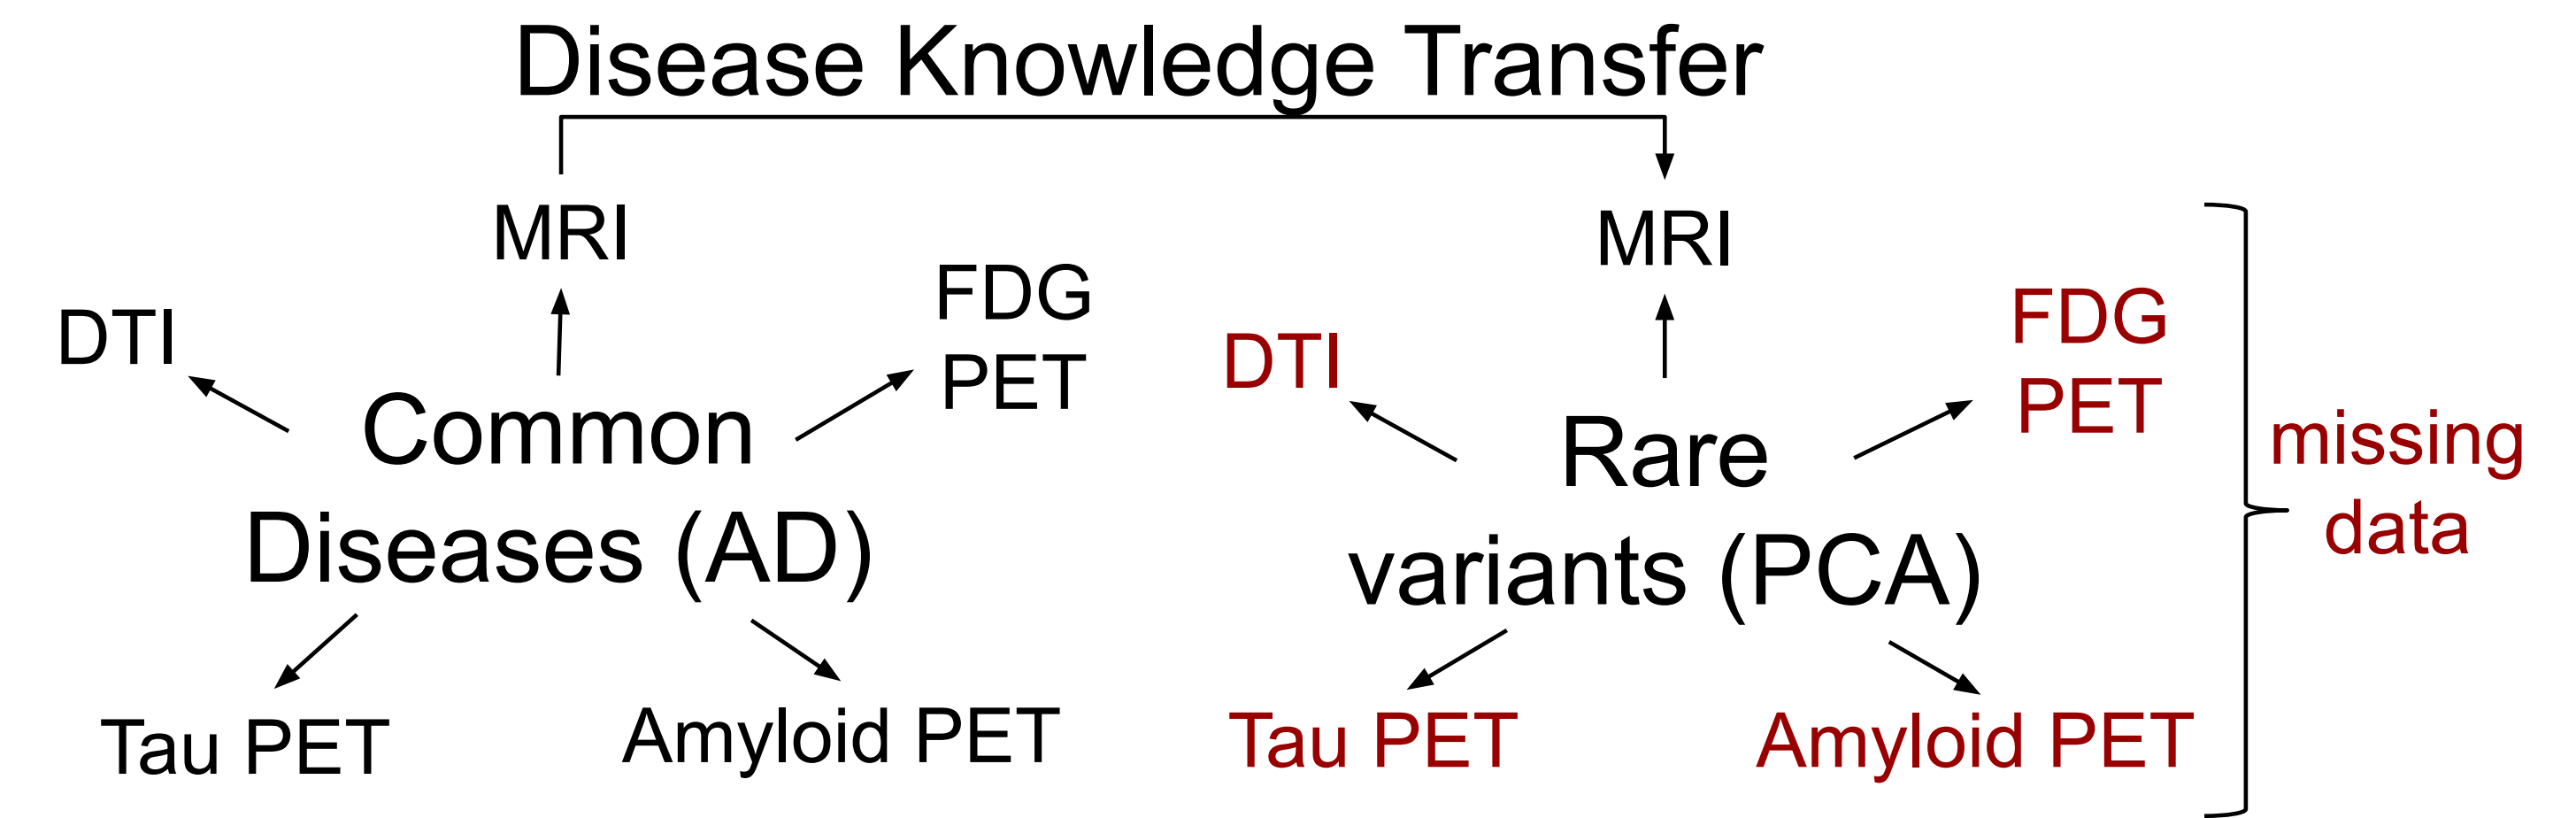 Disease Knowledge Transfer
MRI
DTI
FDG
PET
Common
Diseases (AD)
Tau PET
Amyloid PET
MRI
DTI
FDG
PET
Rare
variants (PCA)
Tau PET
Amyloid PET
missing
data